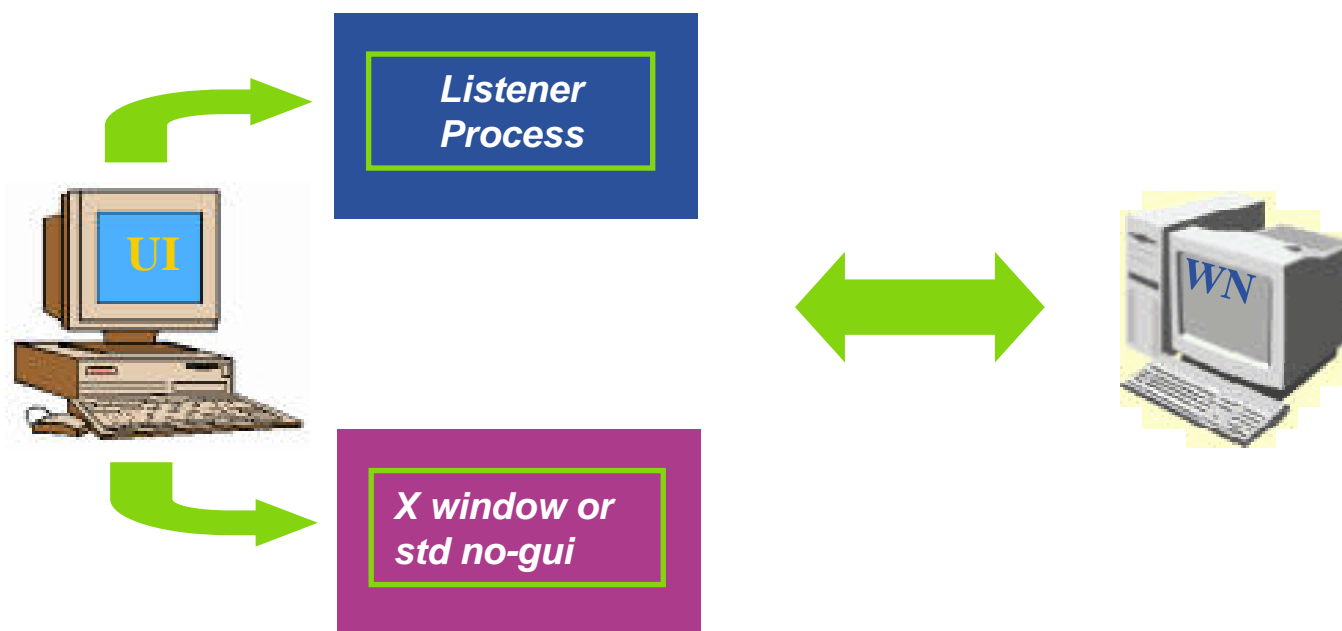 Listener
Process
UI
WN
X window or
std no-gui